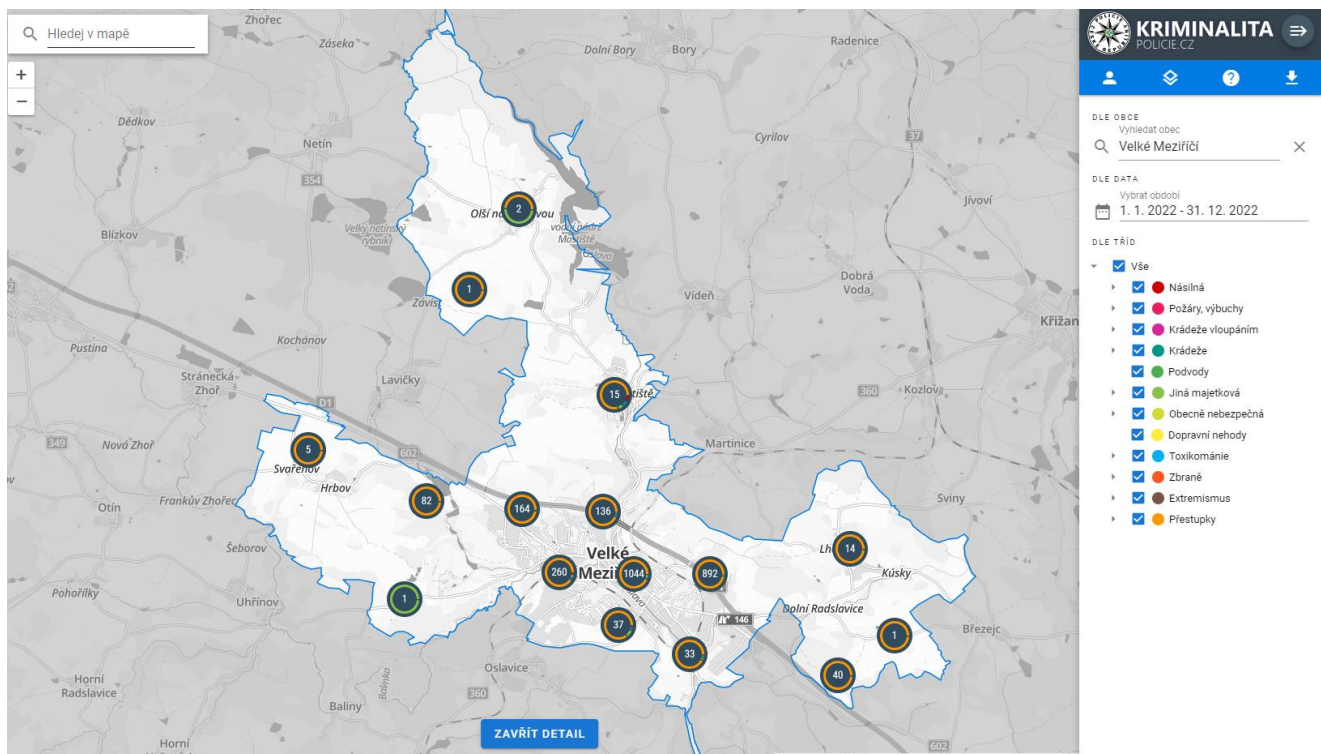 Zhořec
Hledej v mapě
Záseka
Dolní Bory
Bory
Radenice
KRIMINALITA
POLICIE.CZ
+
−
Dědkov
Netín
Cyrilov
37
354
DLE OBCE
Vyhledat obec
Velké Meziříčí
DLE DATA
Vybrat období
1. 1. 2022 - 31. 12. 2022
DLE TŘÍD
Vše
Násilná
Požáry, výbuchy
Krádeže vloupáním
Krádeže
Podvody
Jiná majetková
Obecně nebezpečná
Dopravní nehody
Toxikománie
Zbraně
Extremismus
Přestupky
Jívoví
Olší na
2
vou
Velký netínský
rybník
Mostiště
Oslava
Blízkov
1
Závist
Vídeň
Dobrá
Voda
Křižan
Kochánov
Pustina
Stránecká
Zhoř
Lavičky
D1
15
tiště
360
Kozlov
349
Nová Zhoř
5
Svařenov
602
Martinice
Hrbov
82
Otín
Frankův Zhořec
164
136
Sviny
Šeborov
Velké
Mezi
260
1044
892
Lh
14
Kúsky
Pohořílky
Uhřínov
1
37
146
Dolní Radslavice
1
Březejc
33
40
Oslavice
Horní
Radslavice
360
Balinka
Baliny
ZAVŘÍT DETAIL
602
Horní